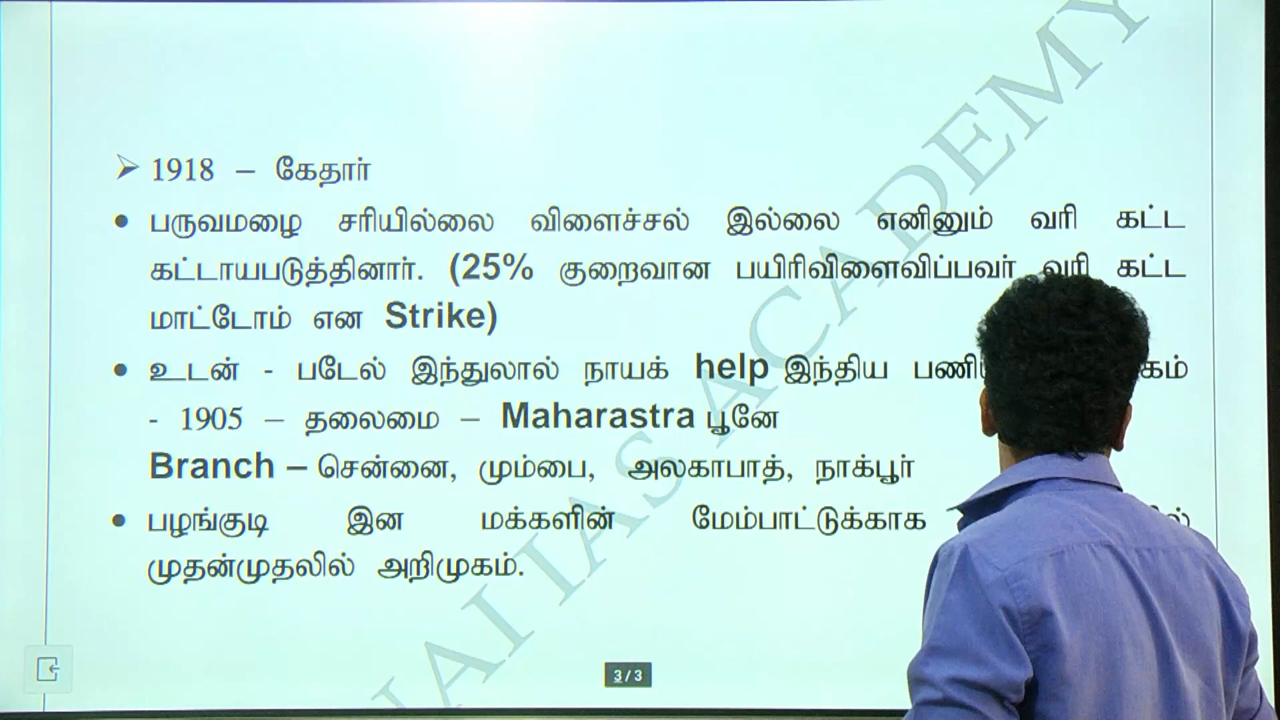 ➢ 1918 – கேதார்
• பருவமழை சரியில்லை விளைச்சல் இல்லை எனினும் வரி கட்ட
கட்டாயபடுத்தினார். (25% குறைவான பயிரிவிளைவிப்பவர் வரி கட்ட
மாட்டோம் என Strike)
• உடன் - படேல் இந்துலால் நாயக் help இந்திய
- 1905 – தலைமை – Maharastra பூனே
Branch – சென்னை, மும்பை, அலகாபாத், நாக்பூர்
• பழங்குடி இன மக்களின் மேம்பாட்டுக்காக
முதன்முதலில் அறிமுகம்.
3/3
IAS ACADEMY